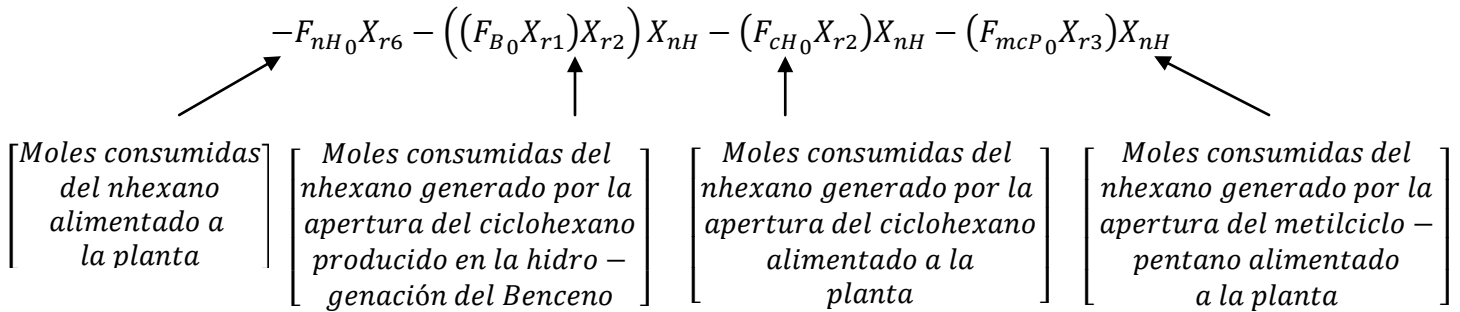 −F_{nH_0}X_{r6} − ((F_{B_0}X_{r1})X_{r2})X_{nH} − (F_{cH_0}X_{r2})X_{nH} − (F_{mcP_0}X_{r3})X_{nH}
[Moles consumidas
del nhexano
alimentado a
la planta]
[Moles consumidas del
nhexano generado por la
apertura del ciclohexano
producido en la hidro −
genación del Benceno]
[Moles consumidas del
nhexano generado por la
apertura del ciclohexano
alimentado a la
planta]
[Moles consumidas del
nhexano generado por la
apertura del metilciclo −
pentano alimentado
a la planta]